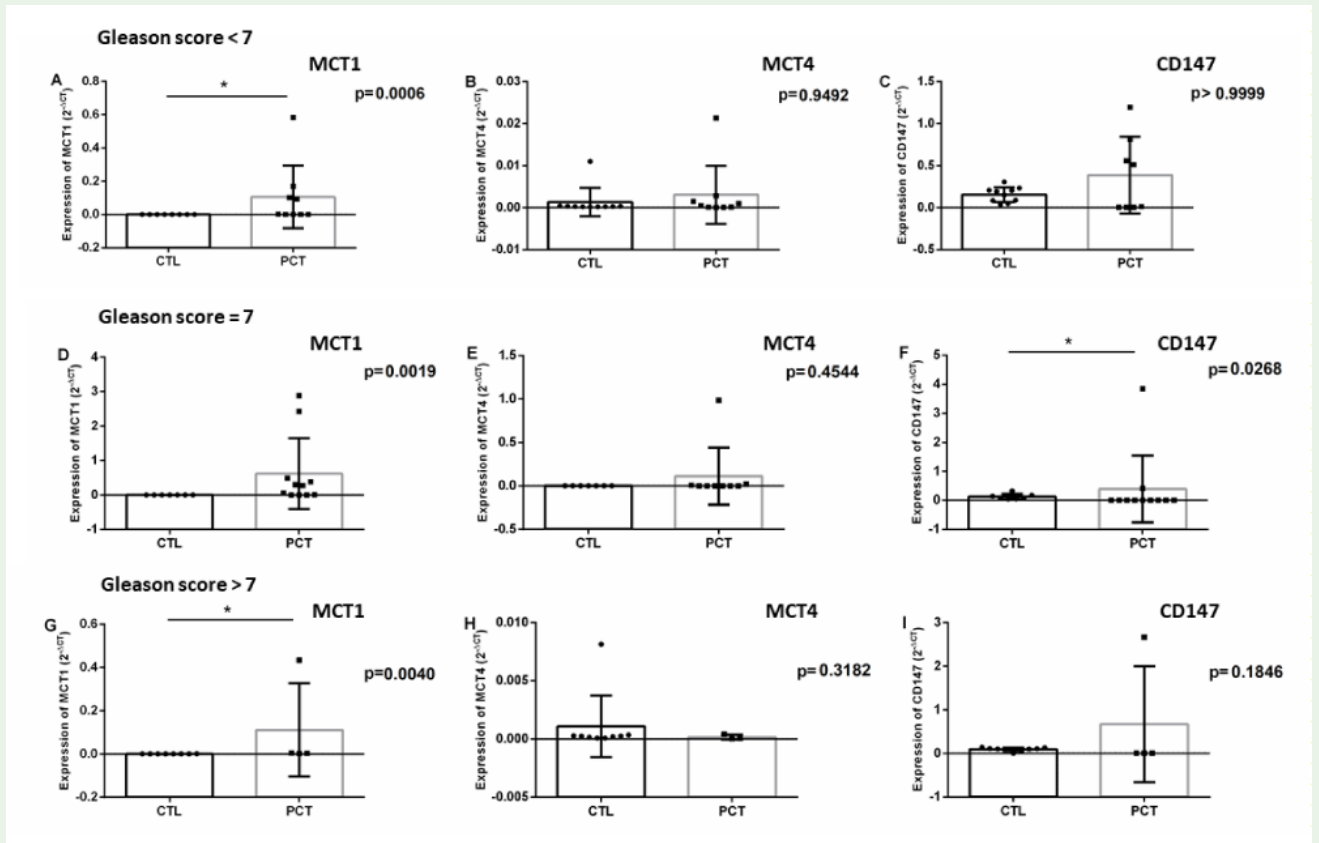 Gleason score < 7
A
MCT1
*
p=0.0006
Expression of MCT1 (2^-ΔCT)
0.8
0.6
0.4
0.2
0.0
-0.2
CTL
PCT
B
MCT4
p=0.9492
Expression of MCT4 (2^-ΔCT)
0.03
0.02
0.01
0.00
-0.01
CTL
PCT
C
CD147
p> 0.9999
Expression of CD147 (2^-ΔCT)
1.5
1.0
0.5
0.0
-0.5
CTL
PCT
Gleason score = 7
D
MCT1
p=0.0019
Expression of MCT1 (2^-ΔCT)
4
3
2
1
0
-1
CTL
PCT
E
MCT4
p=0.4544
Expression of MCT4 (2^-ΔCT)
1.5
1.0
0.5
0.0
-0.5
CTL
PCT
F
CD147
*
p=0.0268
Expression of CD147 (2^-ΔCT)
5
4
3
2
1
0
-1
CTL
PCT
Gleason score > 7
G
MCT1
*
p=0.0040
Expression of MCT1 (2^-ΔCT)
0.6
0.4
0.2
0.0
-0.2
CTL
PCT
H
MCT4
p=0.3182
Expression of MCT4 (2^-ΔCT)
0.010
0.005
0.000
-0.005
CTL
PCT
I
CD147
p=0.1846
Expression of CD147 (2^-ΔCT)
3
2
1
0
-1
CTL
PCT